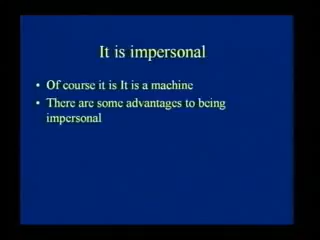 It is impersonal
• Of course it is It is a machine
• There are some advantages to being
impersonal